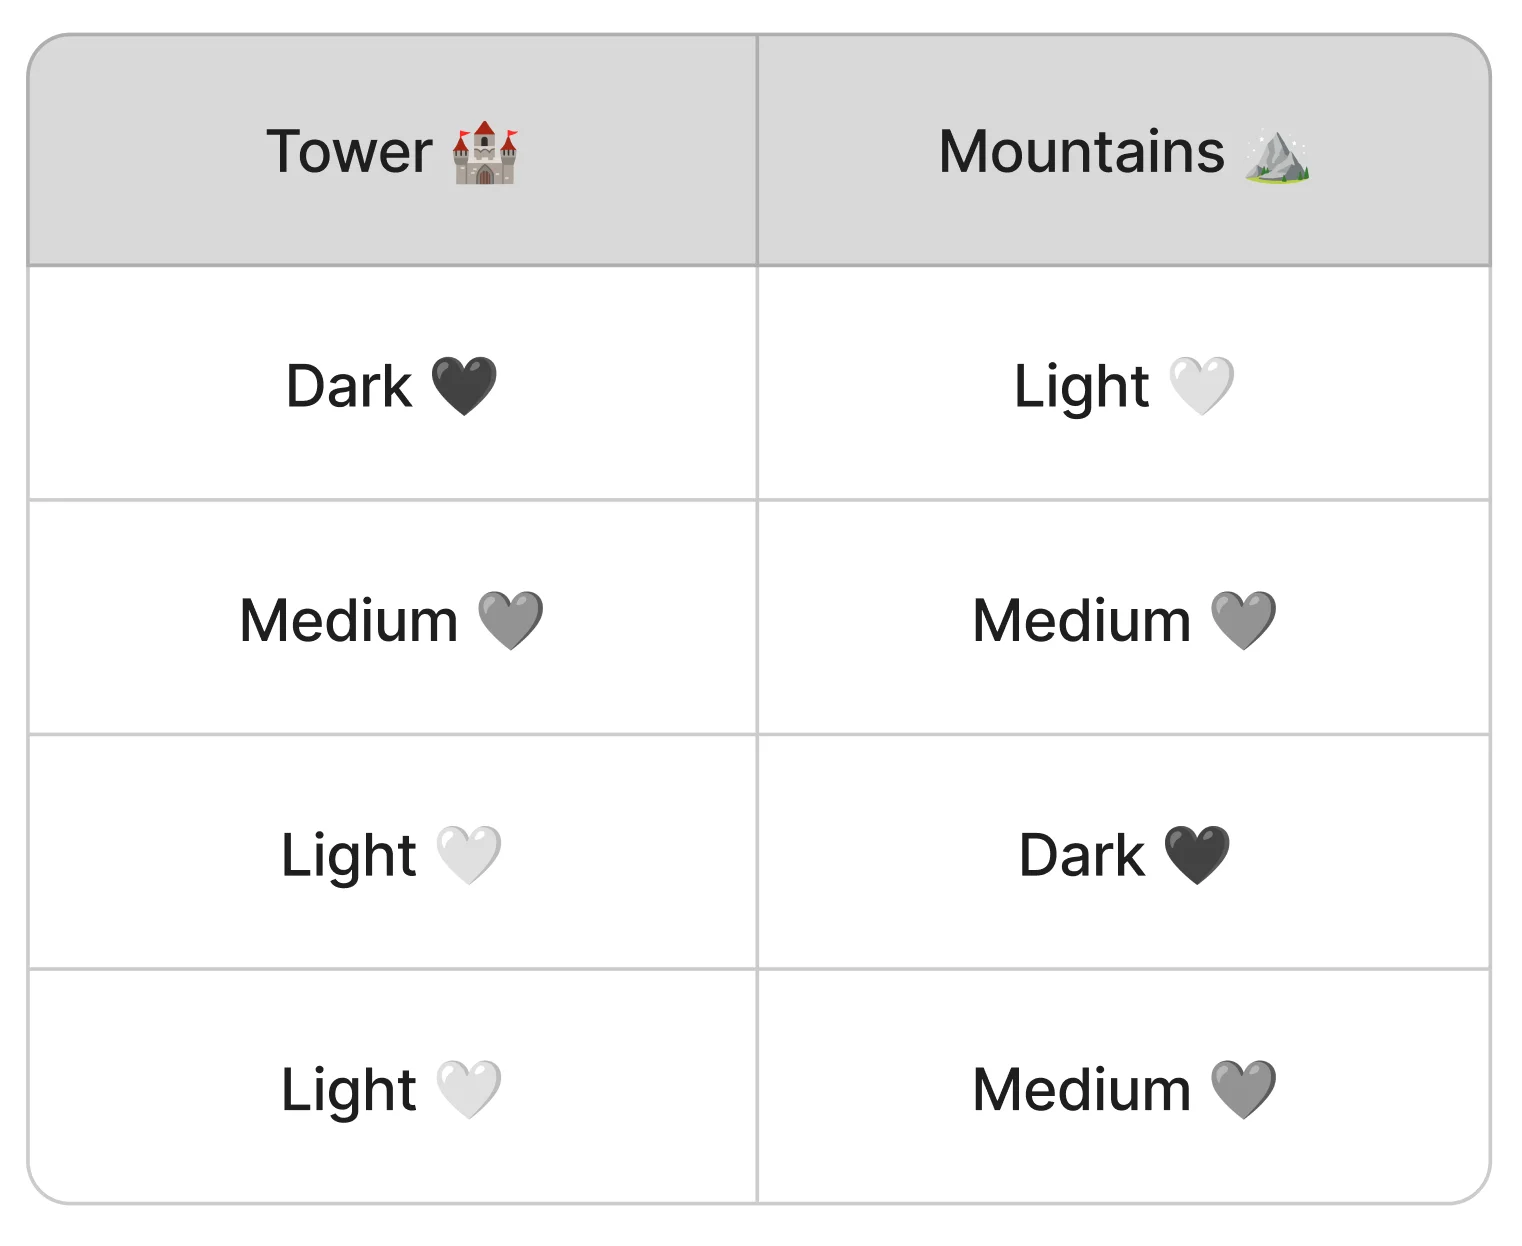 Tower 🏰 Mountains ⛰️
Dark 🖤 Light 🤍
Medium 🩶 Medium 🩶
Light 🤍 Dark 🖤
Light 🤍 Medium 🩶